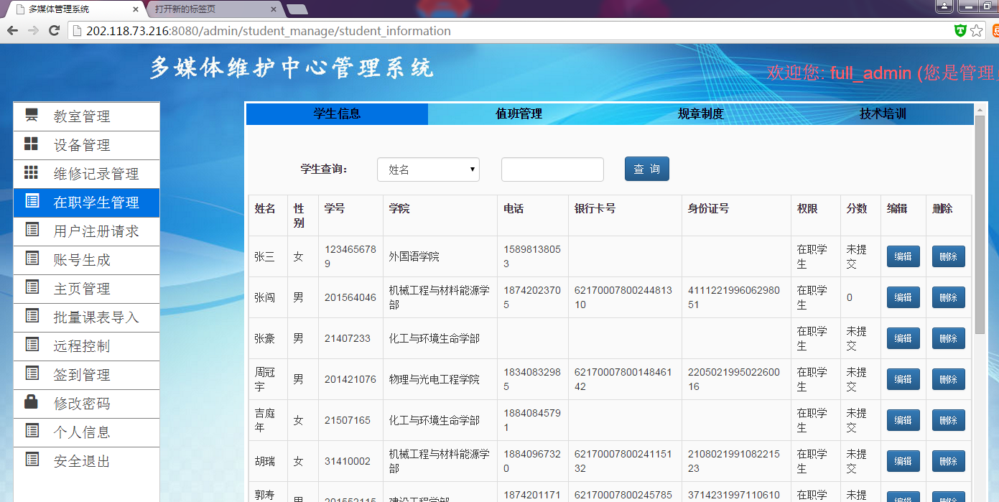 多媒体管理系统
打开新的标签页
202.118.73.216:8080/admin/student_manage/student_information
多媒体维护中心管理系统
欢迎您: full_admin (您是管理
教室管理
设备管理
维修记录管理
在职学生管理
用户注册请求
账号生成
主页管理
批量课表导入
远程控制
签到管理
修改密码
个人信息
安全退出
学生信息 值班管理 规章制度 技术培训
学生查询: 姓名 查 询
姓名 性别 学号 学院 电话 银行卡号 身份证号 权限 分数 编辑 删除
张三 女 1234656789 外国语学院 15898138053 在职学生 未提交 编辑 删除
张闯 男 201564046 机械工程与材料能源学部 18742023705 6217000780024481310 411122199606298051 在职学生 0 编辑 删除
张豪 男 21407233 化工与环境生命学部 在职学生 未提交 编辑 删除
周冠宇 男 201421076 物理与光电工程学院 18340832985 6217000780014846142 220502199502260016 在职学生 未提交 编辑 删除
吉庭年 女 21507165 化工与环境生命学部 18840845791 在职学生 未提交 编辑 删除
胡瑞 女 31410002 机械工程与材料能源学部 18840967320 6217000780024115132 210802199108221523 在职学生 未提交 编辑 删除
郭寿 男 201552115 建设工程学部 1874201171 62170007800245785 3714231997110610 在职学 未提 编辑 删除